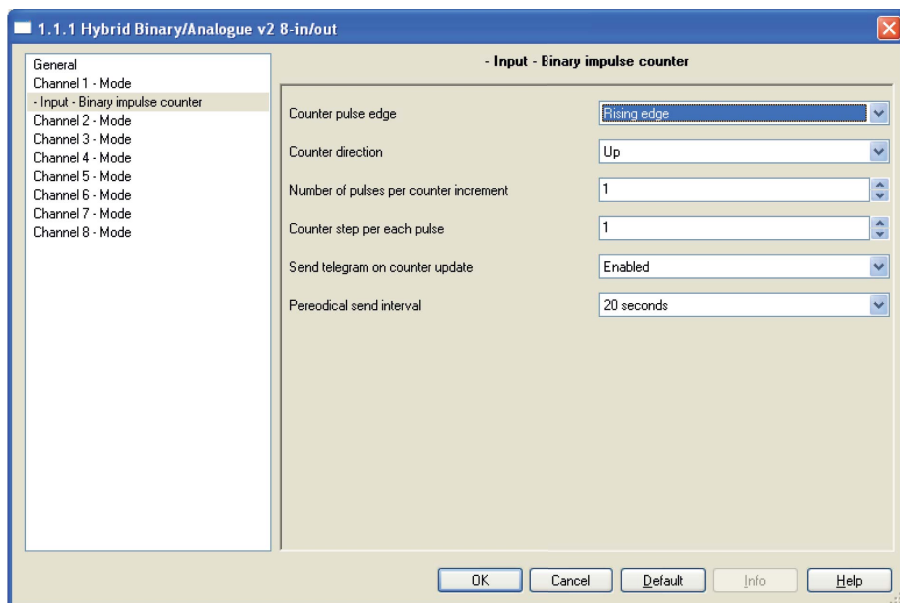 1.1.1 Hybrid Binary/Analogue v2 8-in/out
General
Channel 1 - Mode
- Input - Binary impulse counter
Channel 2 - Mode
Channel 3 - Mode
Channel 4 - Mode
Channel 5 - Mode
Channel 6 - Mode
Channel 7 - Mode
Channel 8 - Mode
- Input - Binary impulse counter
Counter pulse edge Rising edge
Counter direction Up
Number of pulses per counter increment 1
Counter step per each pulse 1
Send telegram on counter update Enabled
Pereodical send interval 20 seconds
OK Cancel Default Info Help